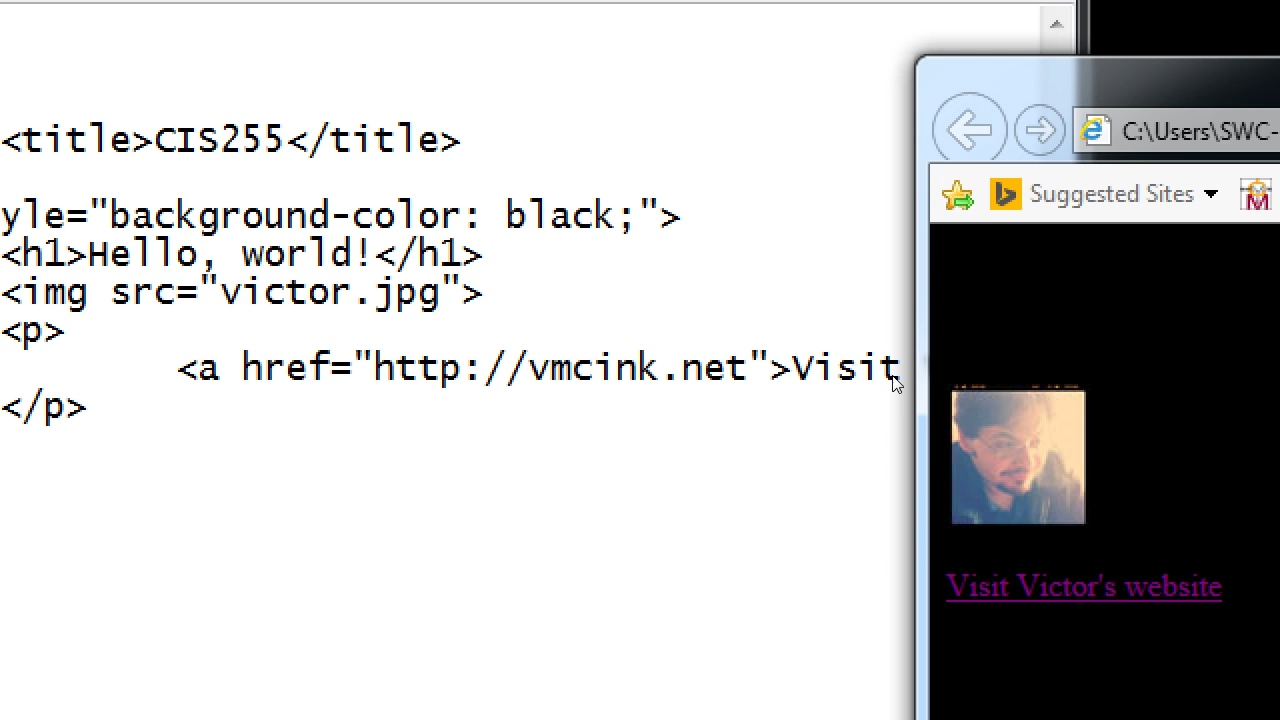 <title>CIS255</title>
yle="background-color: black;">
<h1>Hello, world!</h1>
<img src="victor.jpg">
<p>
<a href="http://vmcink.net">Visit
</p>
C:\Users\SWC-
Suggested Sites
Visit Victor's website